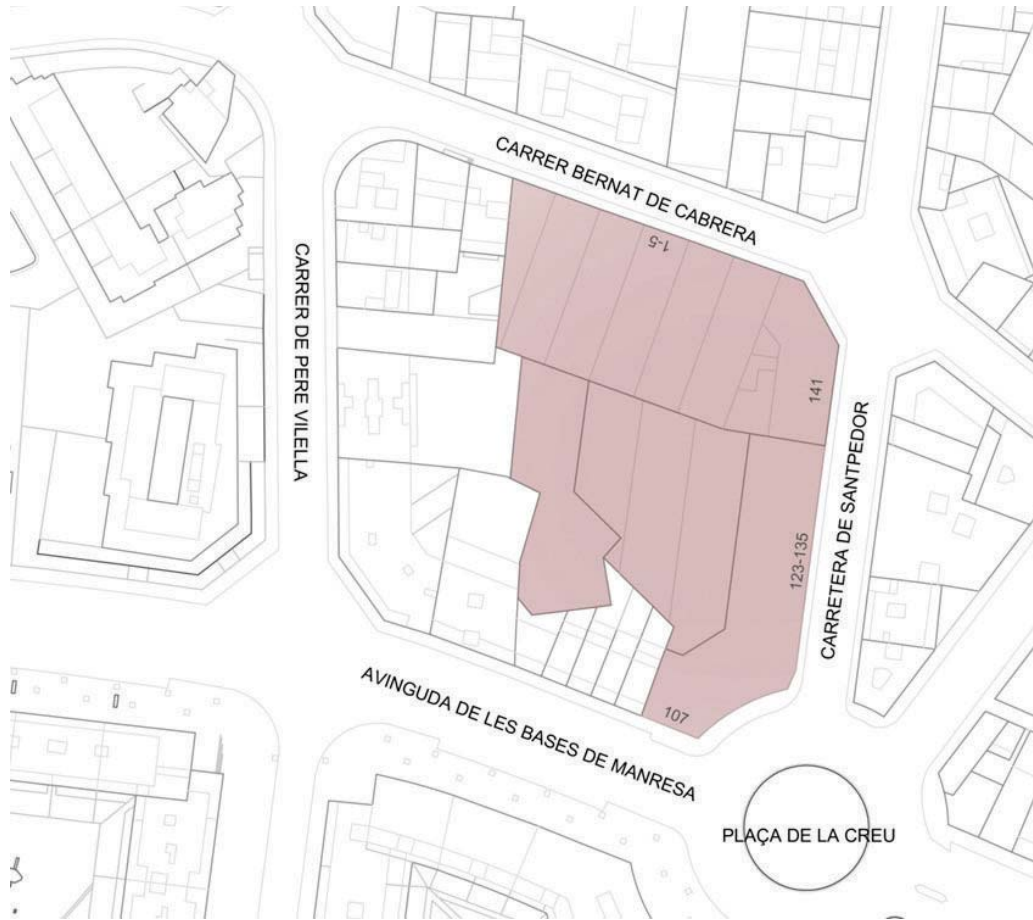 CARRER BERNAT DE CABRERA
1-5
CARRER DE PERE VILELLA
141
CARRETERA DE SANTPEDOR
123-135
AVINGUDA DE LES BASES DE MANRESA
107
PLAÇA DE LA CREU